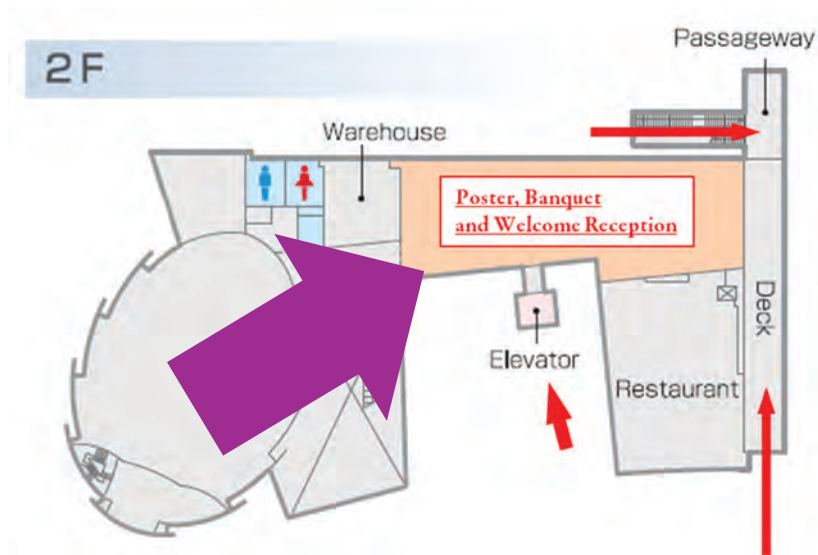 2F
Passageway
Warehouse
Poster, Banquet
and Welcome Reception
Deck
Elevator
Restaurant